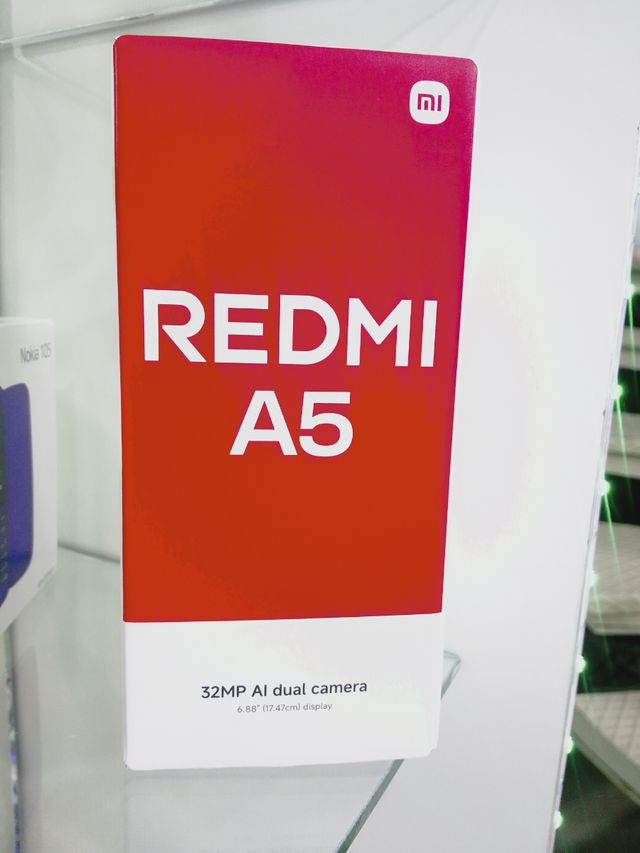 mi
REDMI
A5
32MP AI dual camera
6.88" (17.47cm) display
Nokia 105